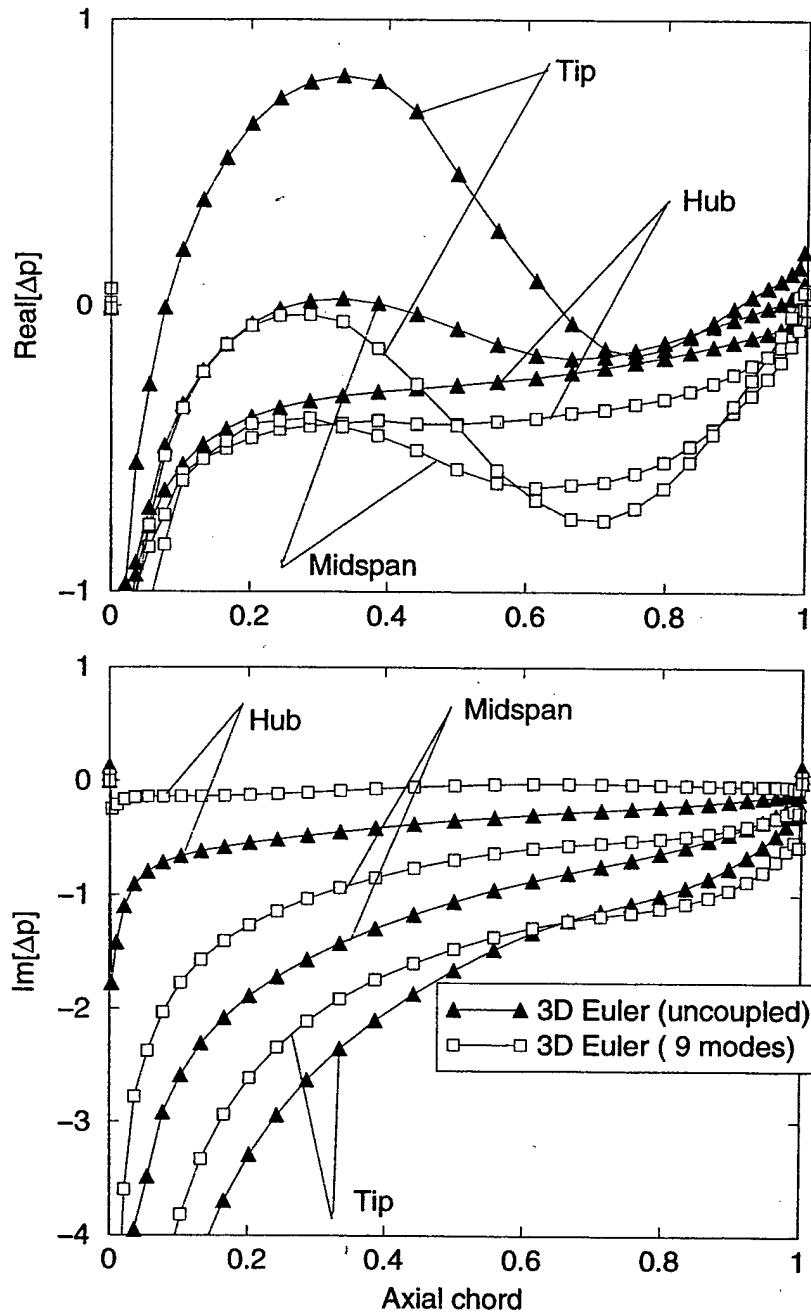 1
Tip
Hub
Real[Δp]
0
Midspan
−1
0
0.2
0.4
0.6
0.8
1
1
Hub
Midspan
0
−1
Im[Δp]
−2
3D Euler (uncoupled)
3D Euler ( 9 modes)
−3
Tip
−4
0
0.2
0.4
0.6
0.8
1
Axial chord